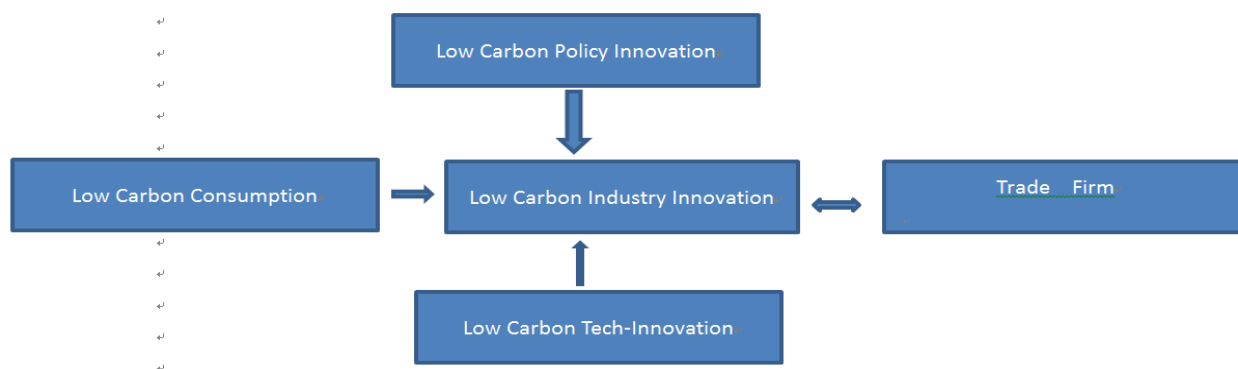 Low Carbon Policy Innovation
Low Carbon Consumption
Low Carbon Industry Innovation
Trade Firm
Low Carbon Tech-Innovation